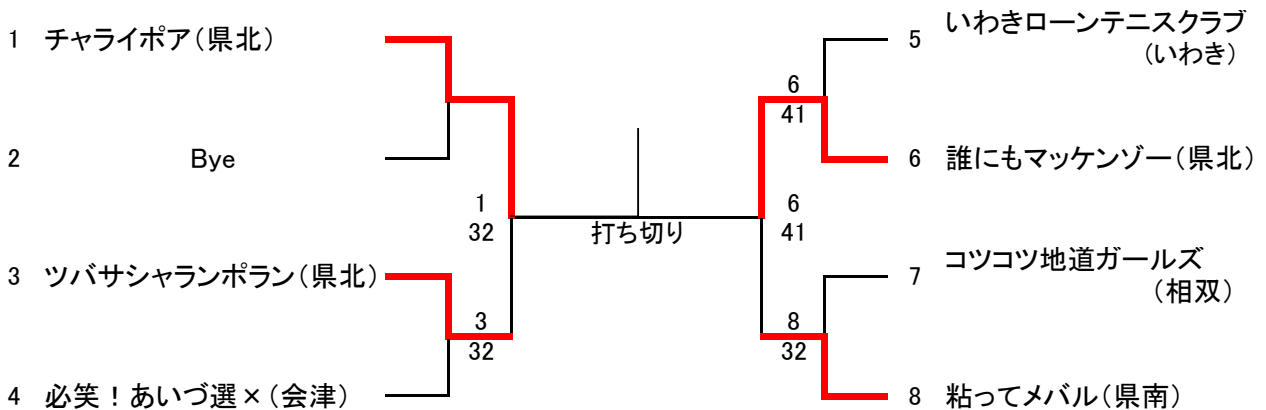 1 チャライポア(県北)
2 Bye
1
32
3 ツバサシャランポラン(県北)
3
32
4 必笑！あいづ選×(会津)
打ち切り
5 いわきローンテニスクラブ
(いわき)
6
41
6 誰にもマッケンゾー(県北)
6
41
7 コツコツ地道ガールズ
(相双)
8
32
8 粘ってメバル(県南)